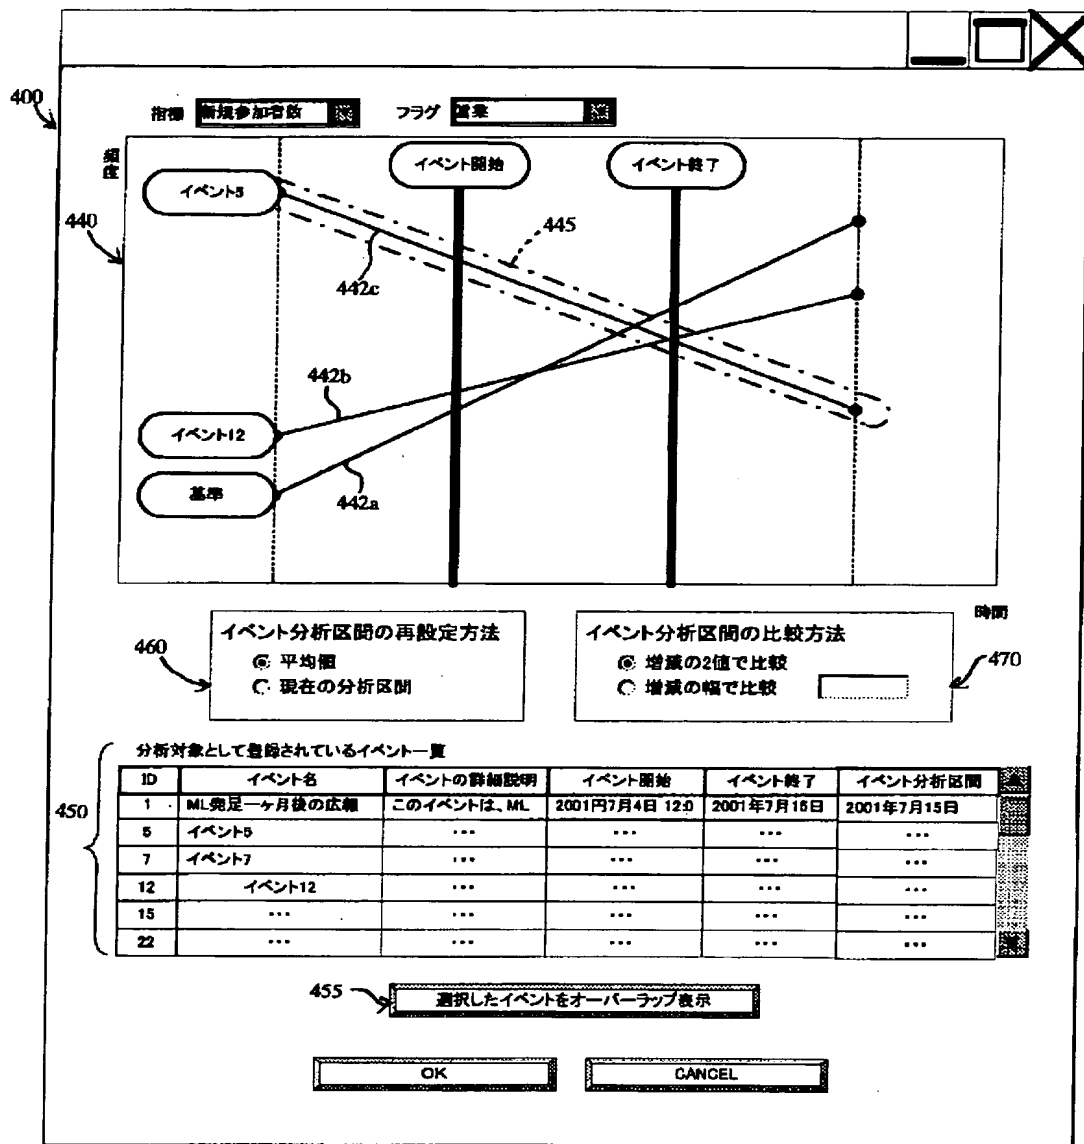 400
指標 新規参加者数 フラグ 営業
頻度
イベント開始 イベント終了
イベント5
440
445
442c
442b
イベント12
基準
442a
時間
イベント分析区間の再設定方法
460
平均値
現在の分析区間
イベント分析区間の比較方法
増減の2値で比較
増減の幅で比較
470
分析対象として登録されているイベント一覧
450
ID イベント名 イベントの詳細説明 イベント開始 イベント終了 イベント分析区間
1 ML発足一ヶ月後の広報 このイベントは、ML 2001円7月4日 12:0 2001年7月16日 2001年7月15日
5 イベント5 … … … …
7 イベント7 … … … …
12 イベント12 … … … …
15 … … … … …
22 … … … … …
455
選択したイベントをオーバーラップ表示
OK CANCEL